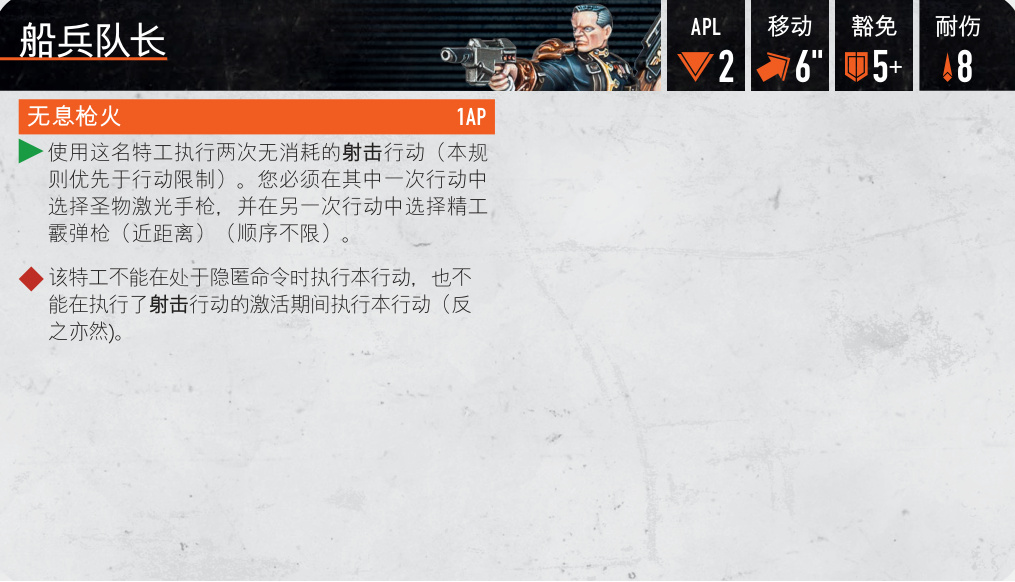 船兵队长
APL
2
移动
6"
豁免
5+
耐伤
8
无息枪火 1AP
使用这名特工执行两次无消耗的射击行动（本规
则优先于行动限制）。您必须在其中一次行动中
选择圣物激光手枪，并在另一次行动中选择精工
霰弹枪（近距离）（顺序不限）。
该特工不能在处于隐匿命令时执行本行动，也不
能在执行了射击行动的激活期间执行本行动（反
之亦然)。